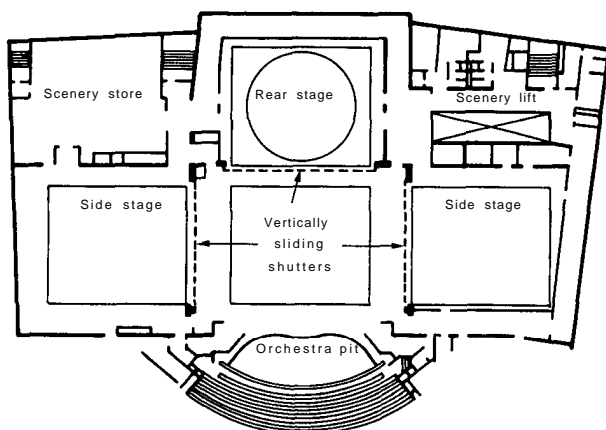 Scenery store
Rear stage
Scenery lift
Side stage
Vertically
sliding
shutters
Side stage
Orchestra pit